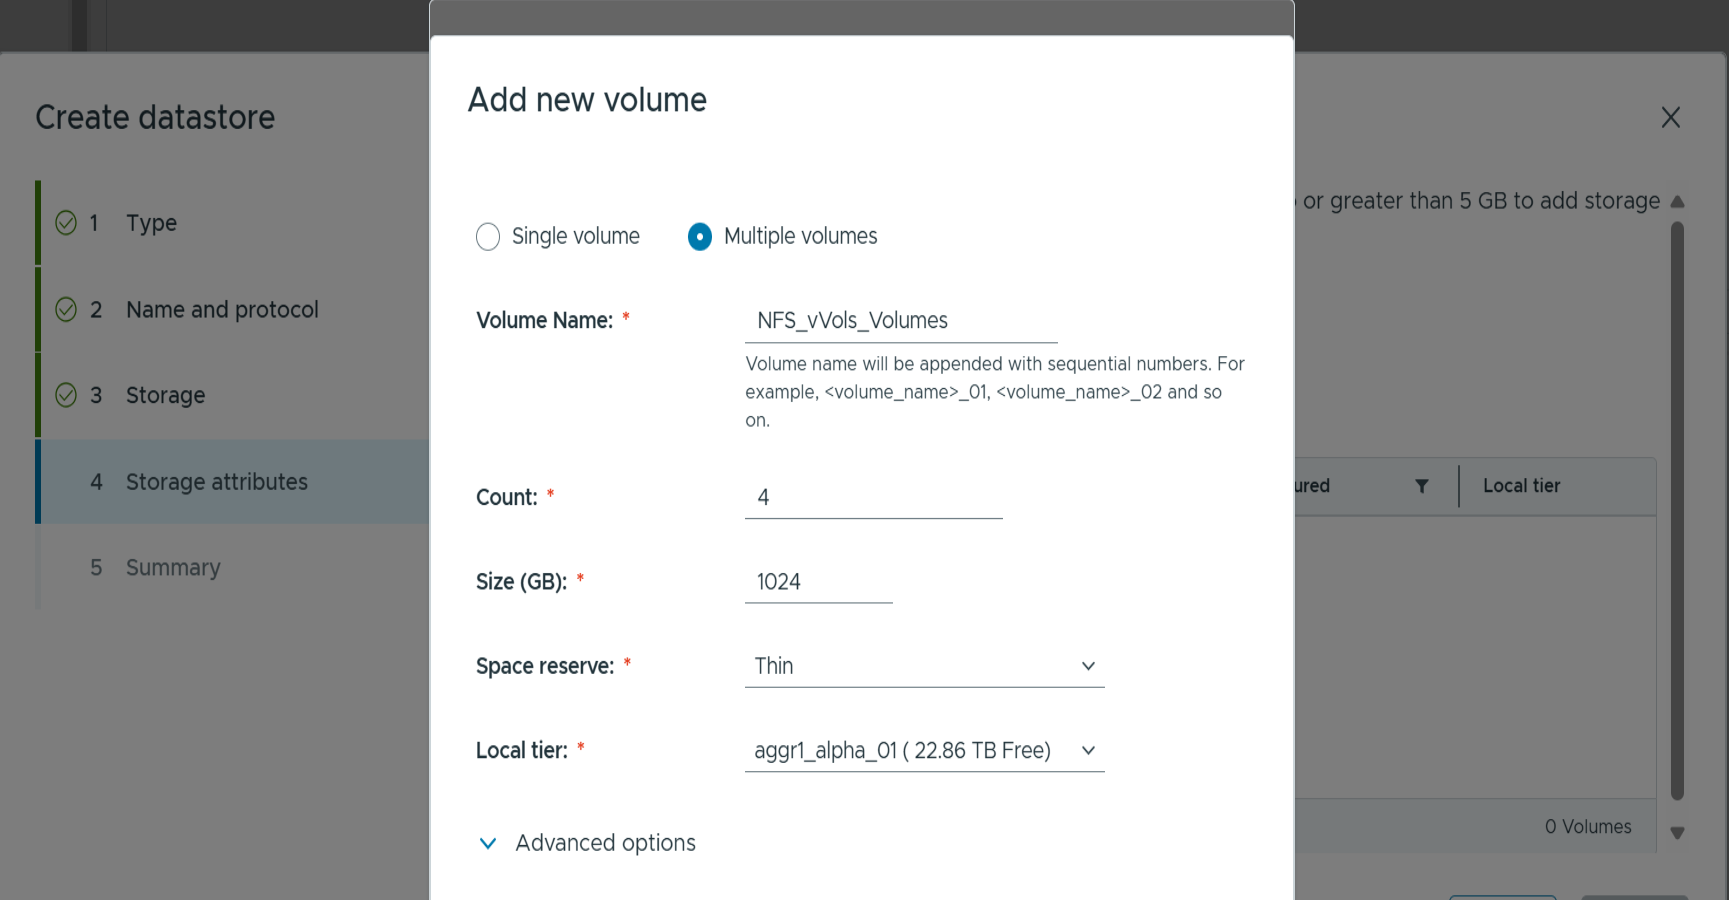 Create datastore
1 Type
2 Name and protocol
3 Storage
4 Storage attributes
5 Summary
Add new volume
Single volume
Multiple volumes
Volume Name: *
NFS_vVols_Volumes
Volume name will be appended with sequential numbers. For
example, <volume_name>_01, <volume_name>_02 and so
on.
Count: *
4
Size (GB): *
1024
Space reserve: *
Thin
Local tier: *
aggr1_alpha_01 ( 22.86 TB Free)
Advanced options
or greater than 5 GB to add storage
Local tier
0 Volumes